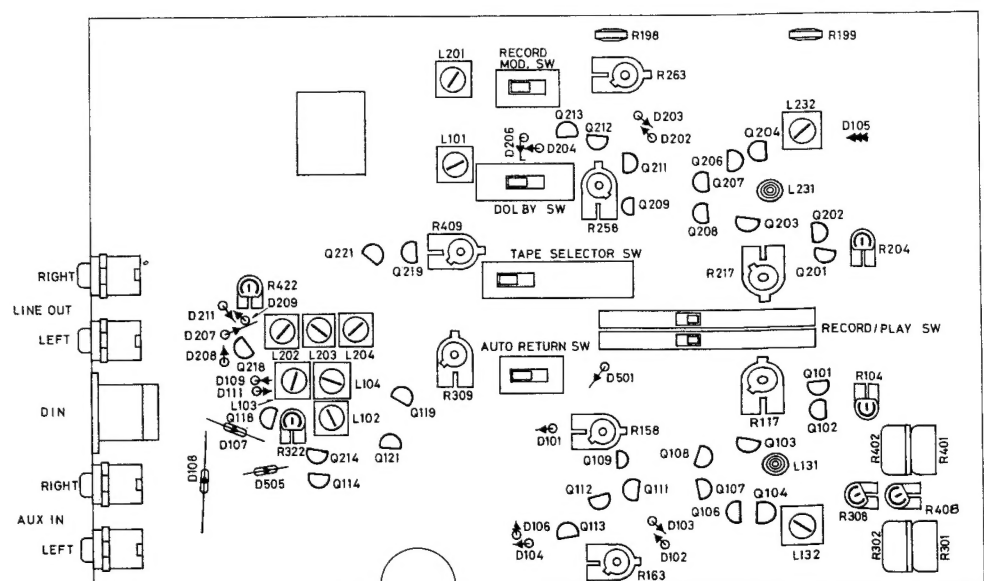 R198
R199
L201
RECORD
MOD. SW
R263
Q213
Q212
D203
D202
L232
D105
D206
D204
L101
Q204
Q206
Q211
Q207
L231
DOLBY SW
R258
Q209
Q208
Q203
Q202
R409
Q221
Q219
TAPE SELECTOR SW
R217
Q201
R204
RIGHT
R422
D209
LINE OUT
D211
D207
LEFT
D208
L202
L203
L204
Q218
RECORD/PLAY SW
AUTO RETURN SW
D501
D109
D111
L104
L103
R309
Q119
Q101
R104
R117
DIN
Q118
L102
Q102
D107
R322
Q121
D101
R158
Q103
R402
R401
Q214
Q109
Q108
L131
D108
RIGHT
D505
Q114
Q112
Q111
Q107
Q104
Q106
R308
R408
AUX IN
D106
Q113
D103
D104
D102
LEFT
R163
L132
R302
R301